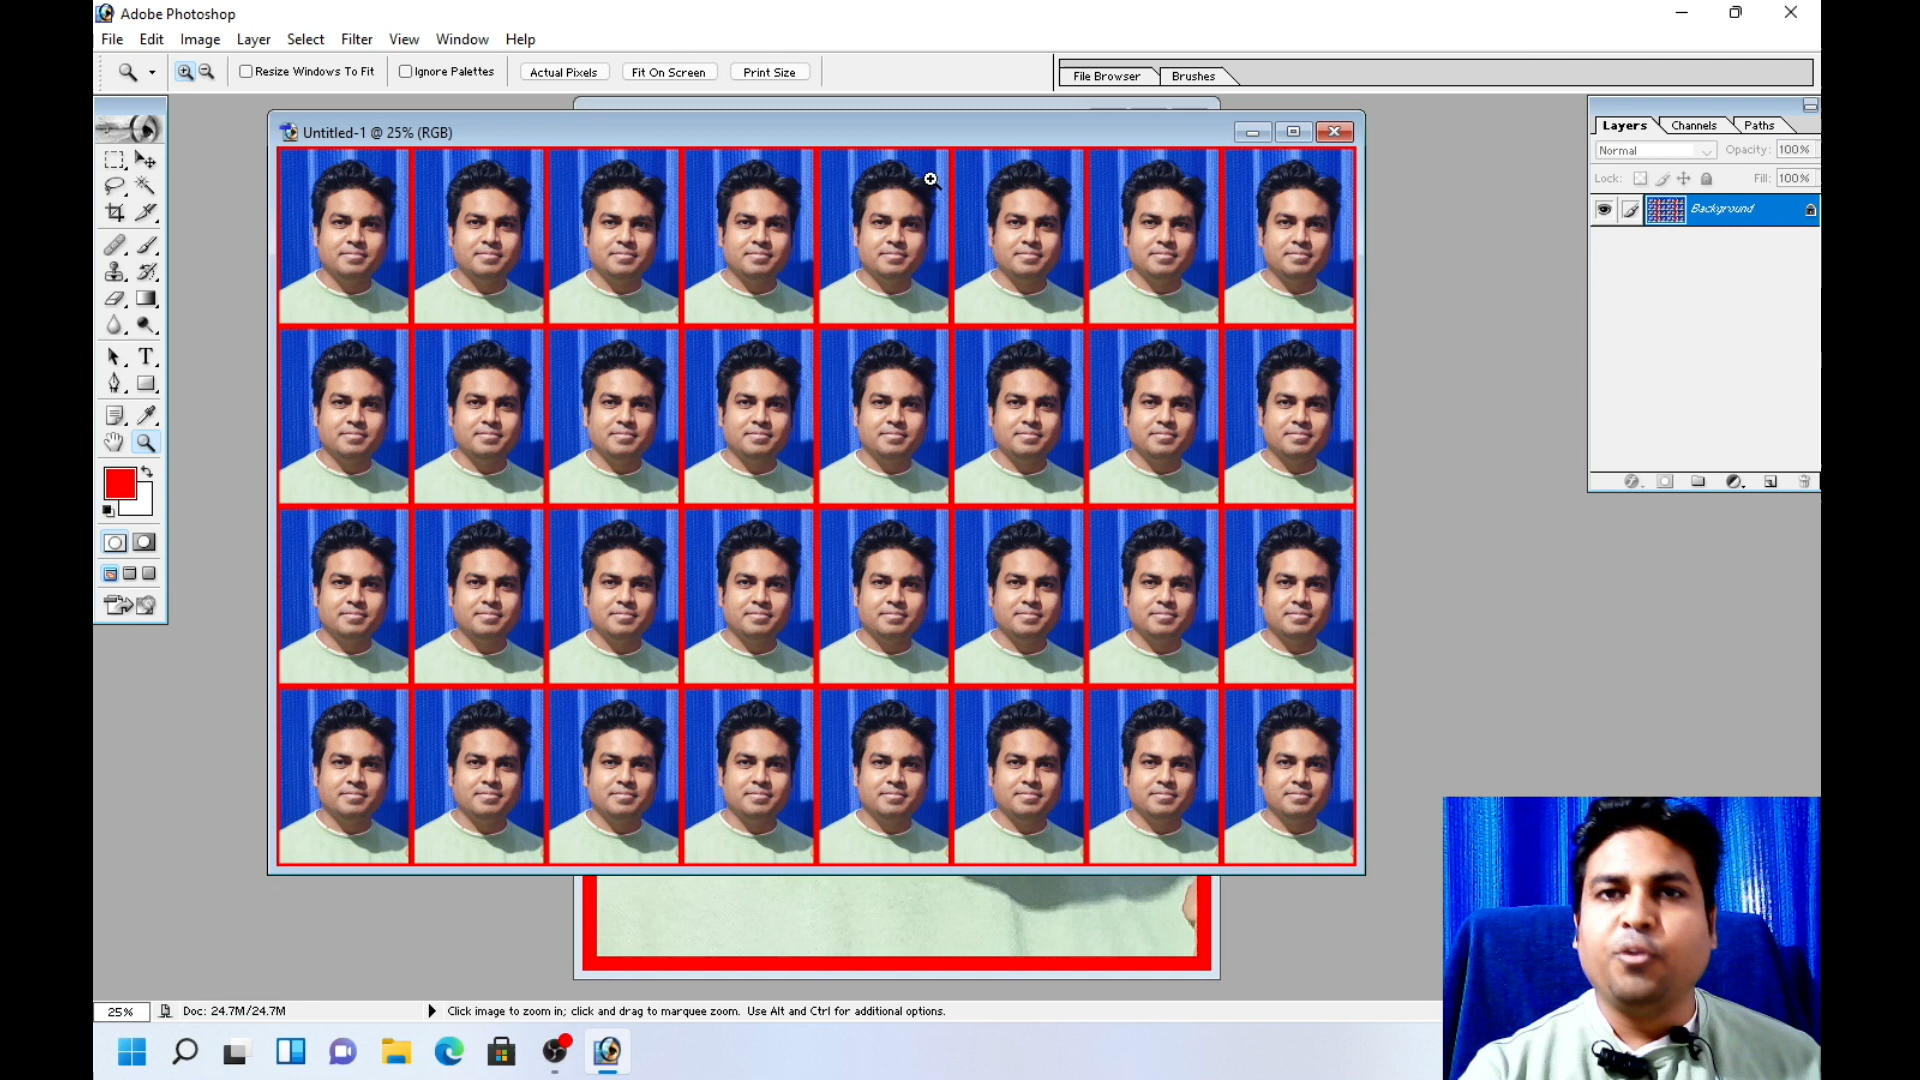 Adobe Photoshop
File Edit Image Layer Select Filter View Window Help
Resize Windows To Fit Ignore Palettes Actual Pixels Fit On Screen Print Size File Browser Brushes
Untitled-1 @ 25% (RGB)
Layers Channels Paths
Normal Opacity: 100%
Lock: Fill: 100%
Background
T
25% Doc: 24.7M/24.7M Click image to zoom in; click and drag to marquee zoom. Use Alt and Ctrl for additional options.